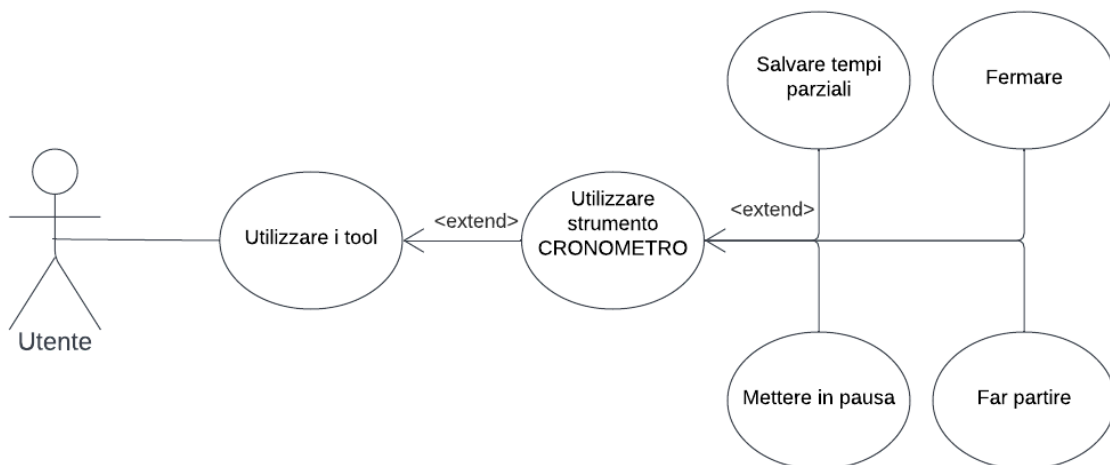 Utente
Utilizzare i tool
<extend>
Utilizzare
strumento
CRONOMETRO
<extend>
Salvare tempi
parziali
Fermare
Mettere in pausa
Far partire